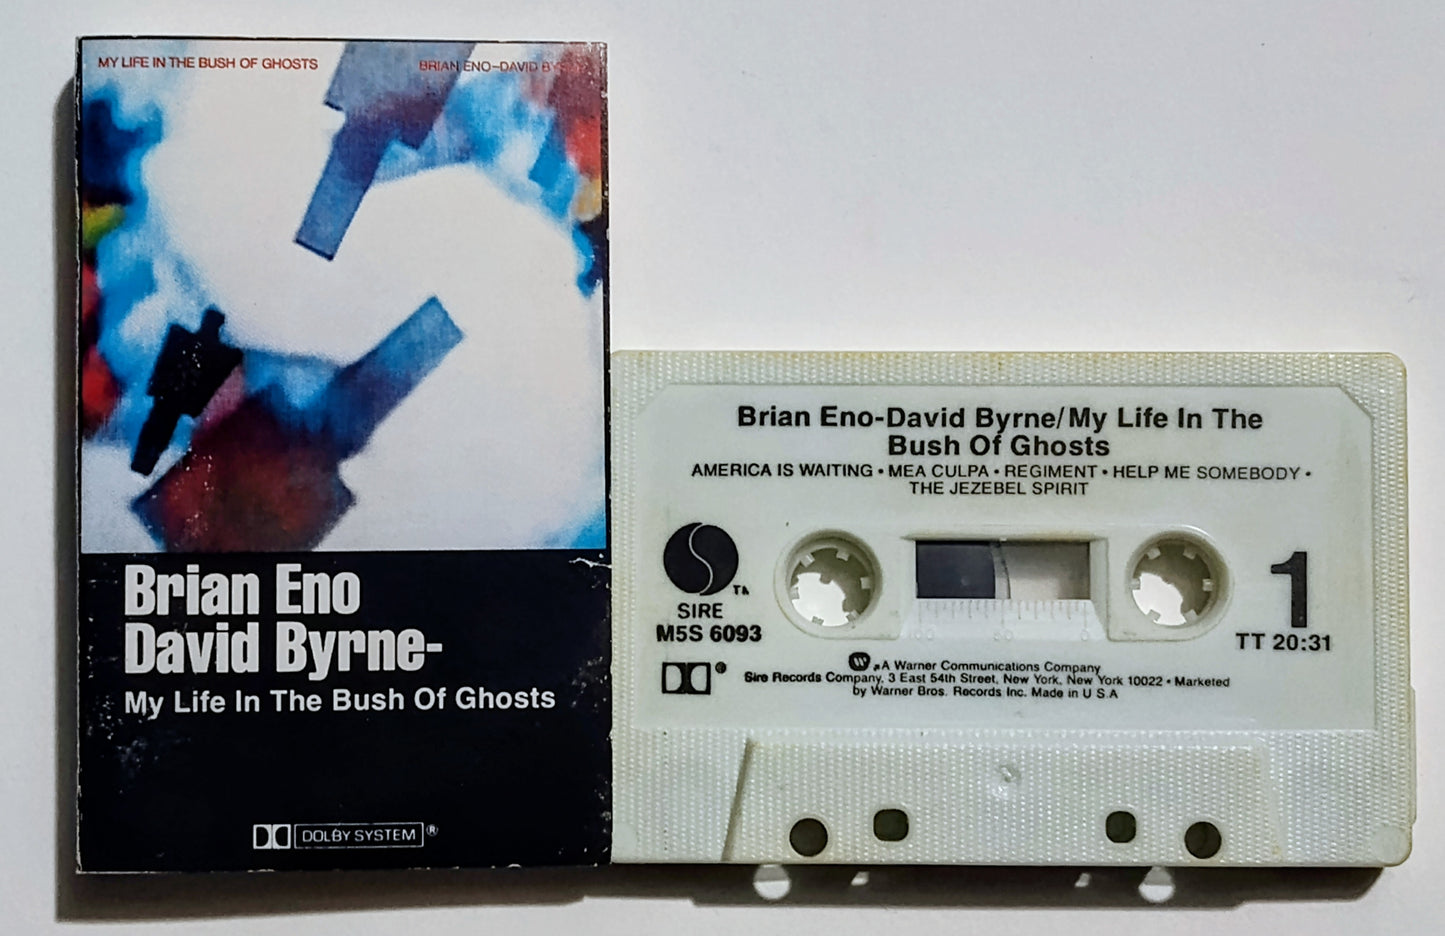 MY LIFE IN THE BUSH OF GHOSTS BRIAN ENO–DAVID
Brian Eno
David Byrne-
My Life In The Bush Of Ghosts
DOLBY SYSTEM ®
Brian Eno-David Byrne/My Life In The
Bush Of Ghosts
AMERICA IS WAITING • MEA CULPA • REGIMENT • HELP ME SOMEBODY •
THE JEZEBEL SPIRIT
SIRE
M5S 6093
1
TT 20:31
A Warner Communications Company
Sire Records Company, 3 East 54th Street, New York, New York 10022 • Marketed
by Warner Bros. Records Inc. Made in U S A